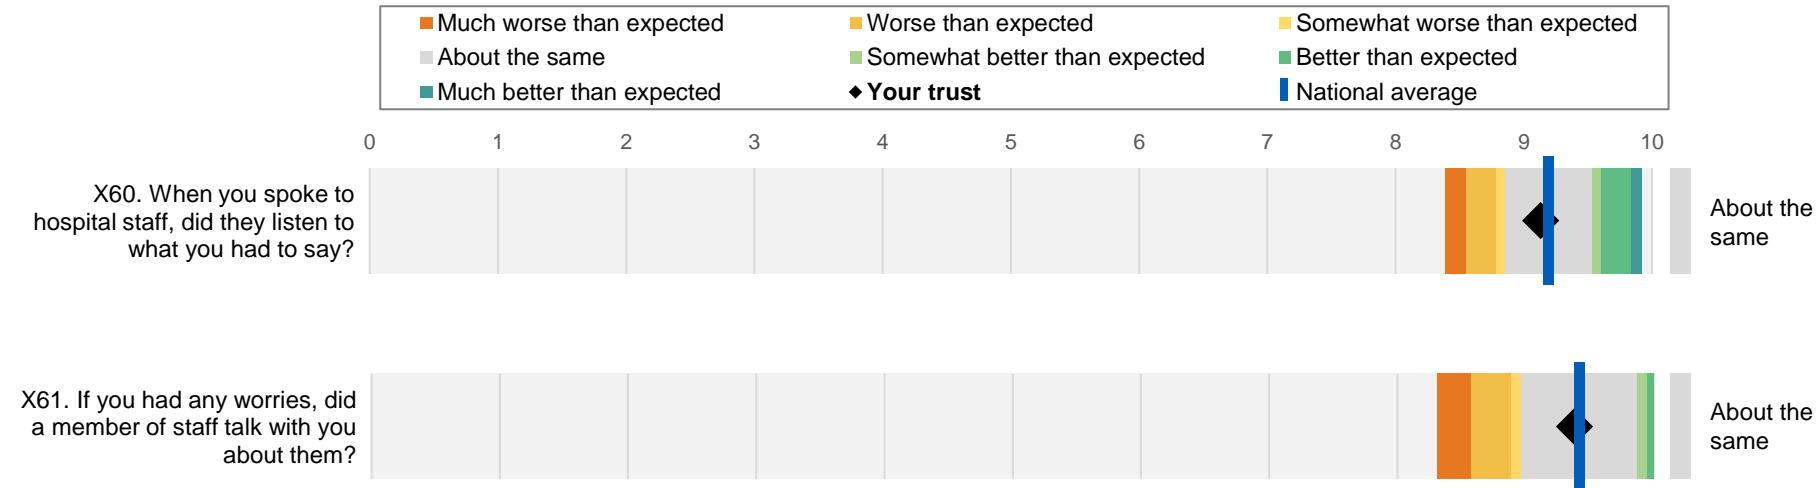 Much worse than expected
Worse than expected
Somewhat worse than expected
About the same
Somewhat better than expected
Better than expected
Much better than expected
Your trust
National average
0 1 2 3 4 5 6 7 8 9 10
X60. When you spoke to
hospital staff, did they listen to
what you had to say?
About the
same
X61. If you had any worries, did
a member of staff talk with you
about them?
About the
same